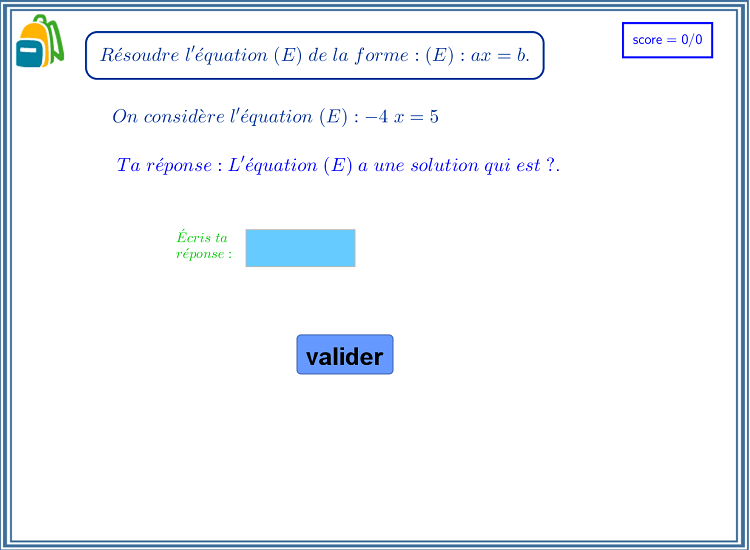 Résoudre l'équation (E) de la forme : (E) : ax = b.
score = 0/0
On considère l'équation (E) : −4 x = 5
Ta réponse : L'équation (E) a une solution qui est ?.
Écris ta
réponse :
valider